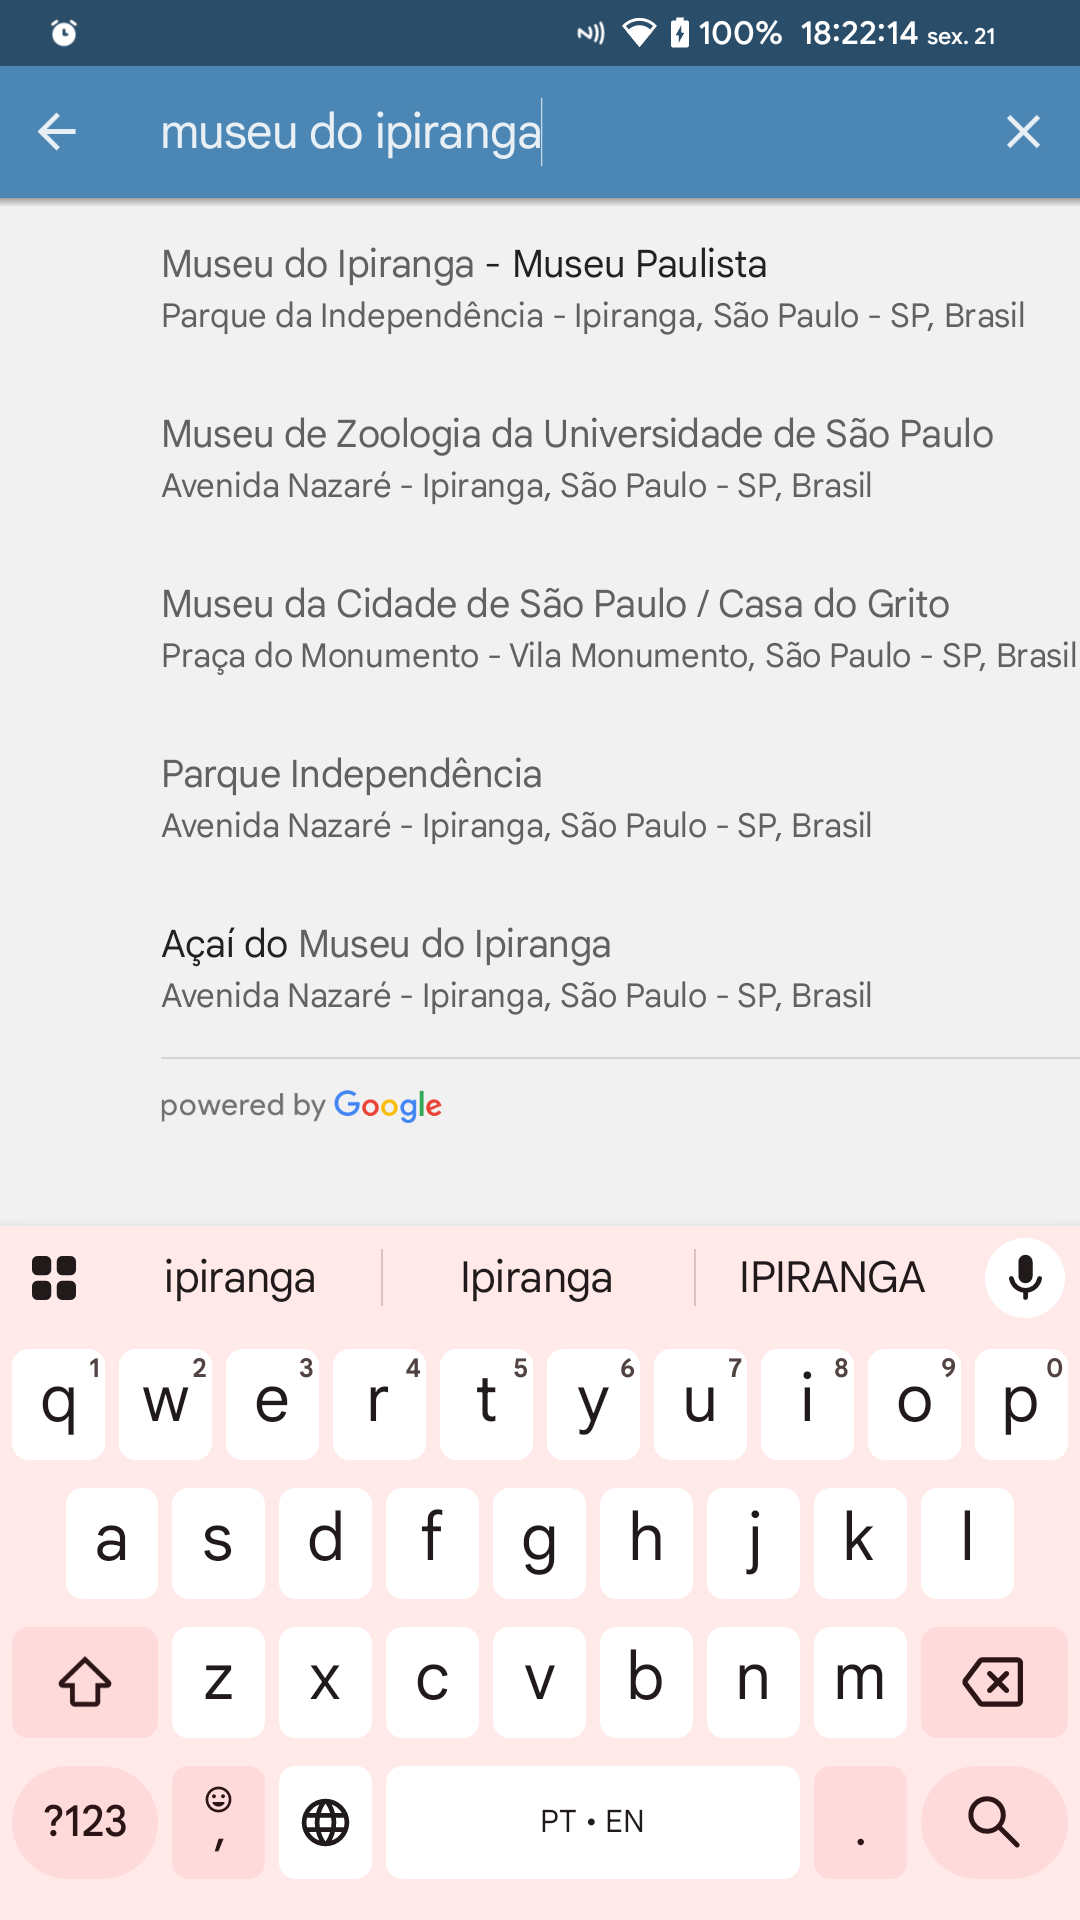 100% 18:22:14 sex. 21
museu do ipiranga
Museu do Ipiranga - Museu Paulista
Parque da Independência - Ipiranga, São Paulo - SP, Brasil
Museu de Zoologia da Universidade de São Paulo
Avenida Nazaré - Ipiranga, São Paulo - SP, Brasil
Museu da Cidade de São Paulo / Casa do Grito
Praça do Monumento - Vila Monumento, São Paulo - SP, Brasil
Parque Independência
Avenida Nazaré - Ipiranga, São Paulo - SP, Brasil
Açaí do Museu do Ipiranga
Avenida Nazaré - Ipiranga, São Paulo - SP, Brasil
powered by Google
ipiranga Ipiranga IPIRANGA
q 1 w 2 e 3 r 4 t 5 y 6 u 7 i 8 o 9 p 0
a s d f g h j k l
z x c v b n m
?123 , PT • EN .